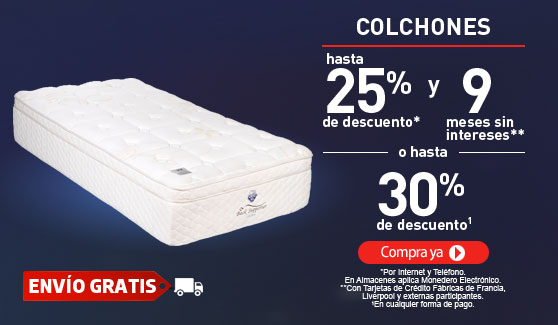 COLCHONES
hasta
25% y 9
de descuento*
meses sin
intereses**
o hasta
30%
de descuento¹
Compra ya
*Por Internet y Teléfono.
En Almacenes aplica Monedero Electrónico.
**Con Tarjetas de Crédito Fábricas de Francia,
Liverpool y externas participantes.
¹En cualquier forma de pago.
ENVÍO GRATIS